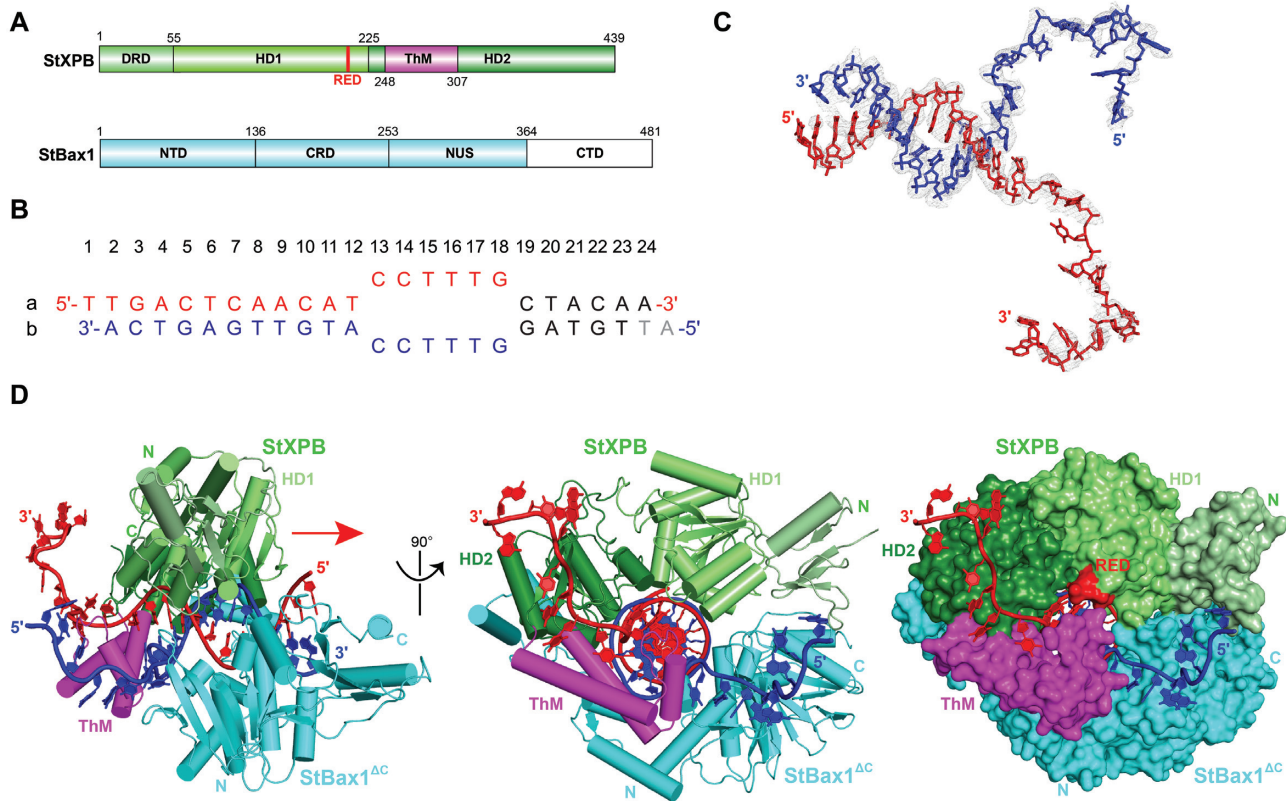 A
1 55 225 439
StXPB DRD HD1 ThM HD2
RED 248 307
1 136 253 364 481
StBax1 NTD CRD NUS CTD
B
1 2 3 4 5 6 7 8 9 10 11 12 13 14 15 16 17 18 19 20 21 22 23 24
C C T T T G
a 5'- T T G A C T C A A C A T C T A C A A -3'
b 3'- A C T G A G T T G T A G A T G T T A -5'
C C T T T G
C
3'
5'
5'
3'
D
N StXPB
HD1
3'
C
5'
5'
3'
C
ThM
N StBax1ΔC
90°
StXPB
HD1
N
3'
HD2
5'
C
ThM
N
StBax1ΔC
StXPB
HD1
N
3'
HD2
RED
5'
C
ThM
N
StBax1ΔC